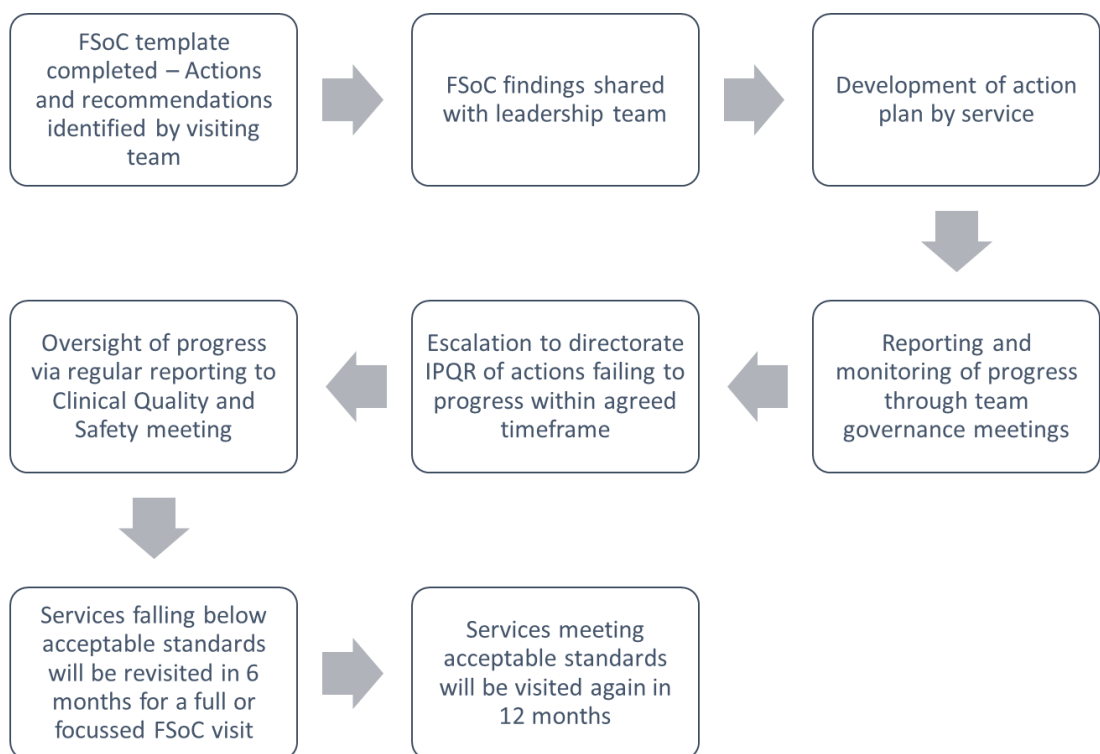 FSoC template
completed – Actions
and recommendations
identified by visiting
team
FSoC findings shared
with leadership team
Development of action
plan by service
Reporting and
monitoring of progress
through team
governance meetings
Escalation to directorate
IPQR of actions failing to
progress within agreed
timeframe
Oversight of progress
via regular reporting to
Clinical Quality and
Safety meeting
Services falling below
acceptable standards
will be revisited in 6
months for a full or
focussed FSoC visit
Services meeting
acceptable standards
will be visited again in
12 months